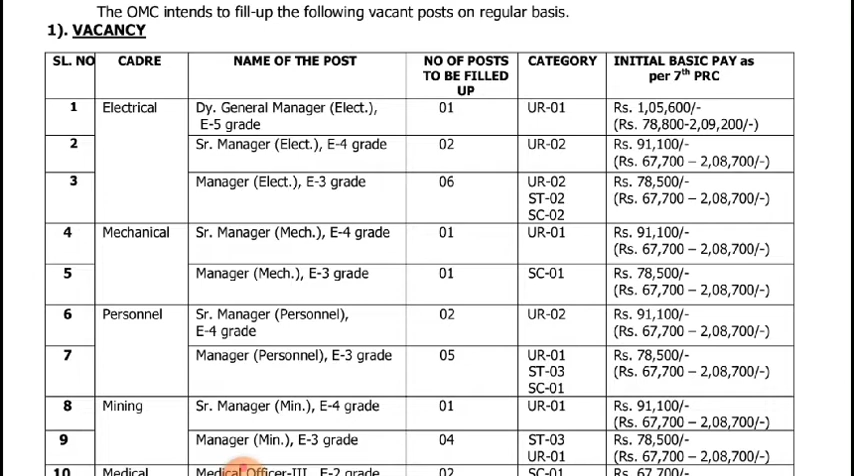 The OMC intends to fill-up the following vacant posts on regular basis.
1). VACANCY
SL. NO CADRE NAME OF THE POST NO OF POSTS TO BE FILLED UP CATEGORY INITIAL BASIC PAY as per 7th PRC
1 Electrical Dy. General Manager (Elect.), 01 UR-01 Rs. 1,05,600/-
E-5 grade (Rs. 78,800-2,09,200/-)
2 Sr. Manager (Elect.), E-4 grade 02 UR-02 Rs. 91,100/-
(Rs. 67,700 – 2,08,700/-)
3 Manager (Elect.), E-3 grade 06 UR-02 Rs. 78,500/-
ST-02 (Rs. 67,700 – 2,08,700/-)
SC-02
4 Mechanical Sr. Manager (Mech.), E-4 grade 01 UR-01 Rs. 91,100/-
(Rs. 67,700 – 2,08,700/-)
5 Manager (Mech.), E-3 grade 01 SC-01 Rs. 78,500/-
(Rs. 67,700 – 2,08,700/-)
6 Personnel Sr. Manager (Personnel), 02 UR-02 Rs. 91,100/-
E-4 grade (Rs. 67,700 – 2,08,700/-)
7 Manager (Personnel), E-3 grade 05 UR-01 Rs. 78,500/-
ST-03 (Rs. 67,700 – 2,08,700/-)
SC-01
8 Mining Sr. Manager (Min.), E-4 grade 01 UR-01 Rs. 91,100/-
(Rs. 67,700 – 2,08,700/-)
9 Manager (Min.), E-3 grade 04 ST-03 Rs. 78,500/-
UR-01 (Rs. 67,700 – 2,08,700/-)
10 Medical Medical Officer-III, E-2 grade 02 SC-01 Rs. 67,700/-